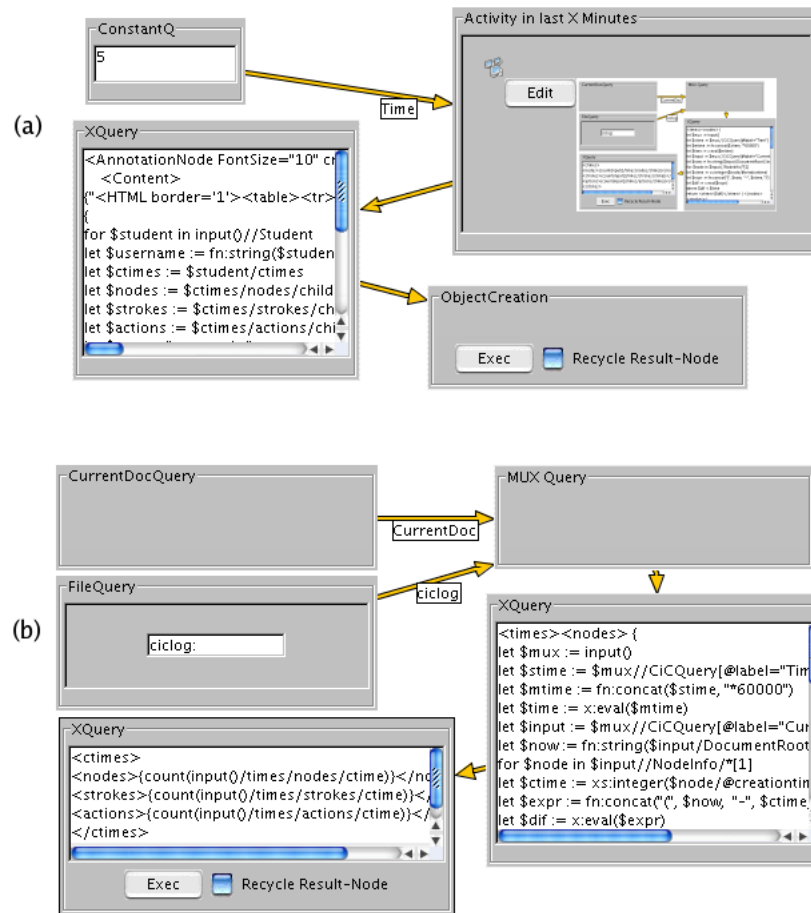 ConstantQ
5
Time
Activity in last X Minutes
Edit
(a)
XQuery
<AnnotationNode FontSize="10" cr
<Content>
{"<HTML border='1'><table><tr>
{
for $student in input()//Student
let $username := fn:string($studen
let $ctimes := $student/ctimes
let $nodes := $ctimes/nodes/child
let $strokes := $ctimes/strokes/ch
let $actions := $ctimes/actions/chi
ObjectCreation
Exec Recycle Result-Node
(b)
CurrentDocQuery
CurrentDoc
MUX Query
FileQuery
ciclog:
ciclog
XQuery
<times><nodes> {
let $mux := input()
let $stime := $mux//CiCQuery[@label="Tim
let $mtime := fn:concat($stime, "*60000")
let $time := x:eval($mtime)
let $input := $mux//CiCQuery[@label="Cur
let $now := fn:string($input/DocumentRoot
for $node in $input//NodeInfo/*[1]
let $ctime := xs:integer($node/@creationtin
let $expr := fn:concat("(", $now, "-", $ctime
let $dif := x:eval($expr)
XQuery
<ctimes>
<nodes>{count(input()/times/nodes/ctime)}</no
<strokes>{count(input()/times/strokes/ctime)}</
<actions>{count(input()/times/actions/ctime)}</
</ctimes>
Exec Recycle Result-Node